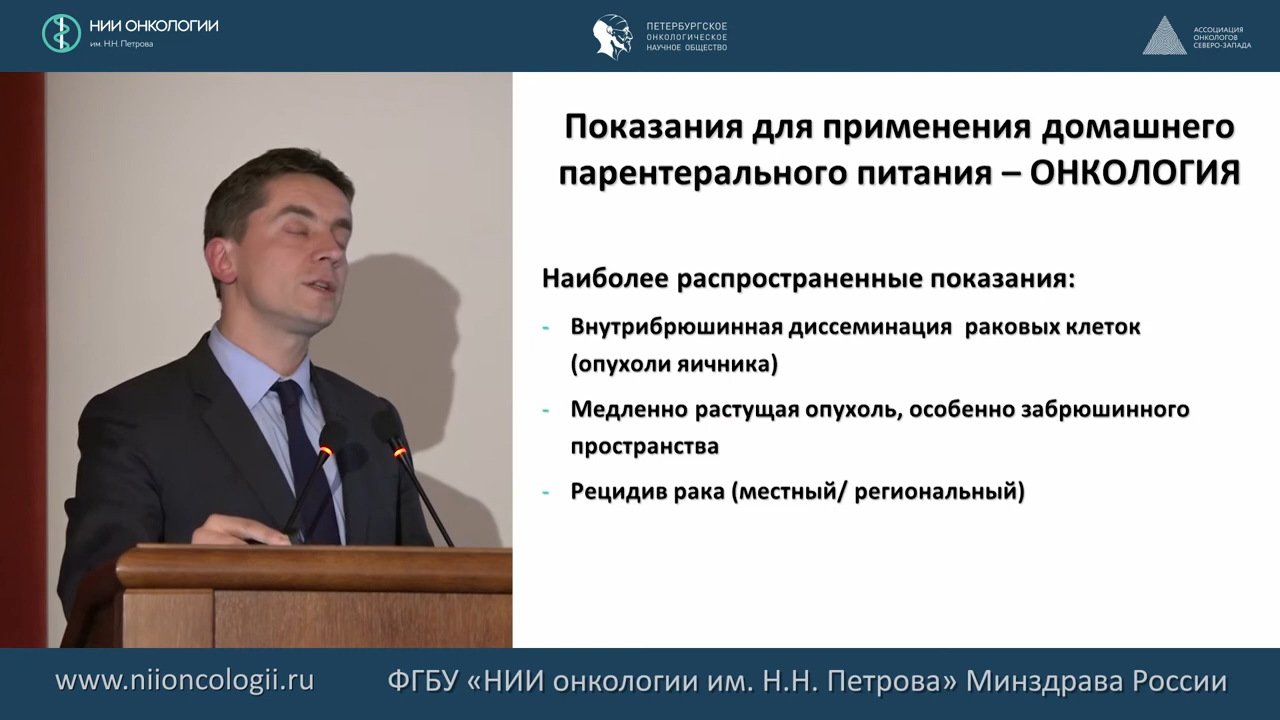 НИИ ОНКОЛОГИИ
им. Н.Н. Петрова
ПЕТЕРБУРГСКОЕ
ОНКОЛОГИЧЕСКОЕ
НАУЧНОЕ ОБЩЕСТВО
АССОЦИАЦИЯ
ОНКОЛОГОВ
СЕВЕРО-ЗАПАДА
Показания для применения домашнего
парентерального питания – ОНКОЛОГИЯ
Наиболее распространенные показания:
- Внутрибрюшинная диссеминация раковых клеток
(опухоли яичника)
- Медленно растущая опухоль, особенно забрюшинного
пространства
- Рецидив рака (местный/ региональный)
www.niioncologii.ru
ФГБУ «НИИ онкологии им. Н.Н. Петрова» Минздрава России